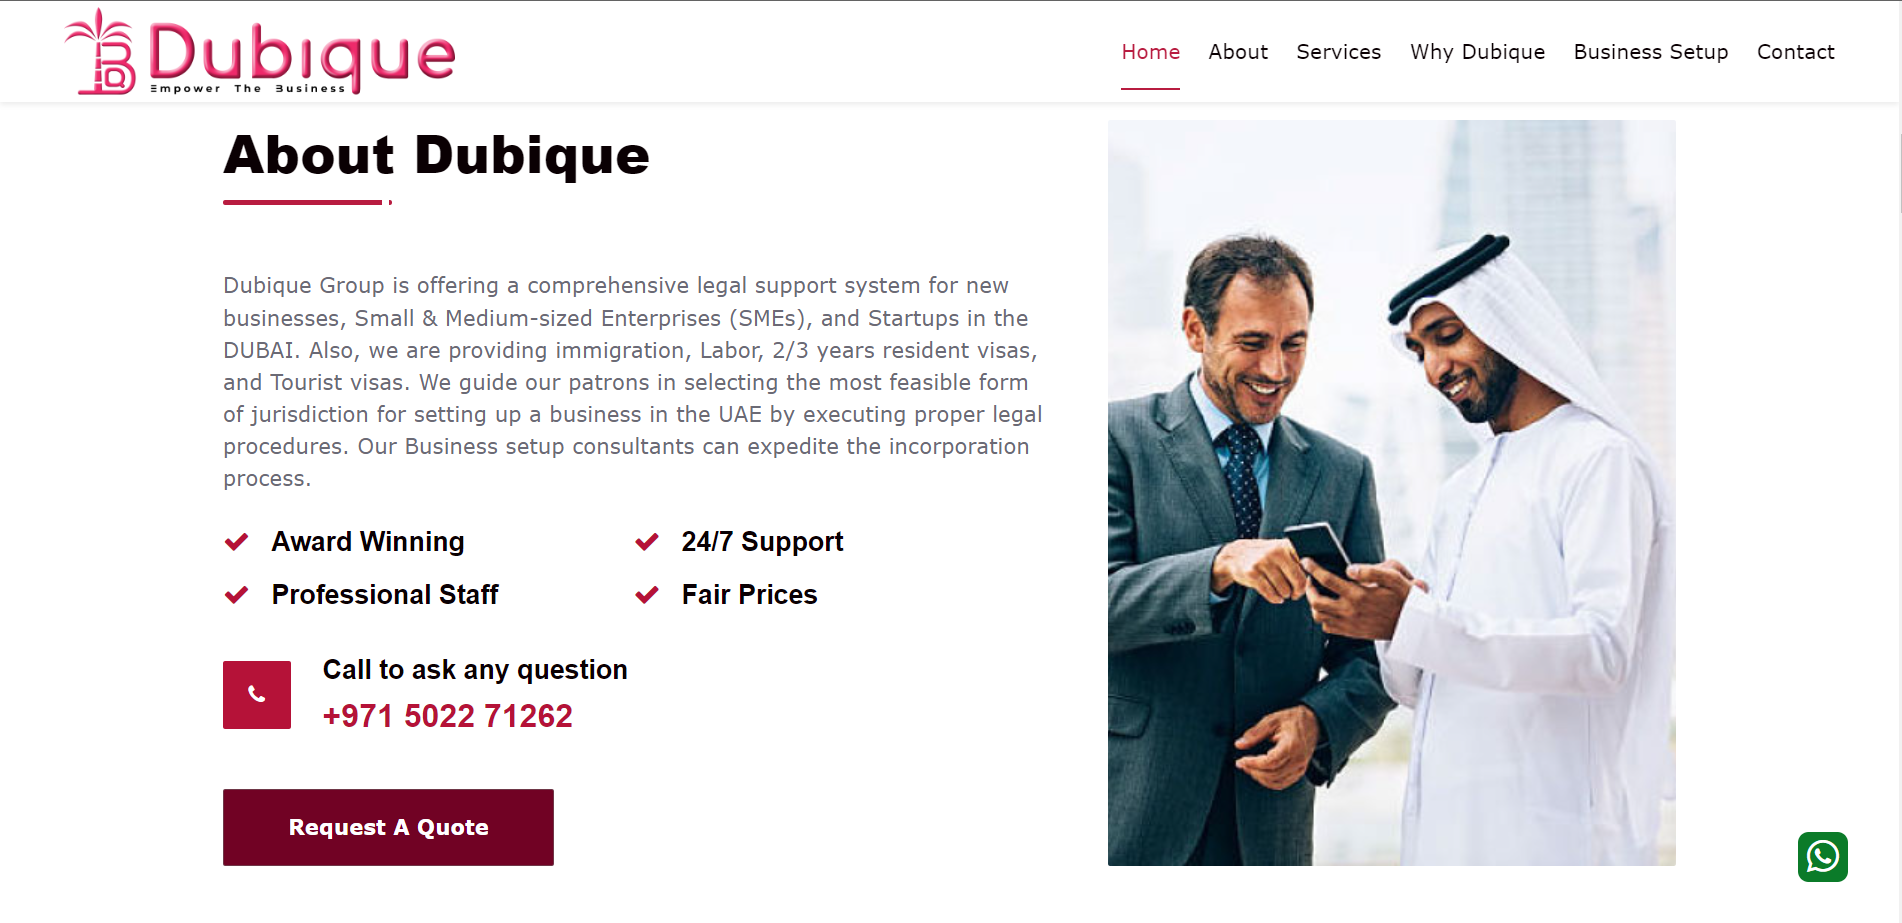 Dubique
Empower The Business
Home About Services Why Dubique Business Setup Contact
About Dubique
Dubique Group is offering a comprehensive legal support system for new
businesses, Small & Medium-sized Enterprises (SMEs), and Startups in the
DUBAI. Also, we are providing immigration, Labor, 2/3 years resident visas,
and Tourist visas. We guide our patrons in selecting the most feasible form
of jurisdiction for setting up a business in the UAE by executing proper legal
procedures. Our Business setup consultants can expedite the incorporation
process.
Award Winning
24/7 Support
Professional Staff
Fair Prices
Call to ask any question
+971 5022 71262
Request A Quote